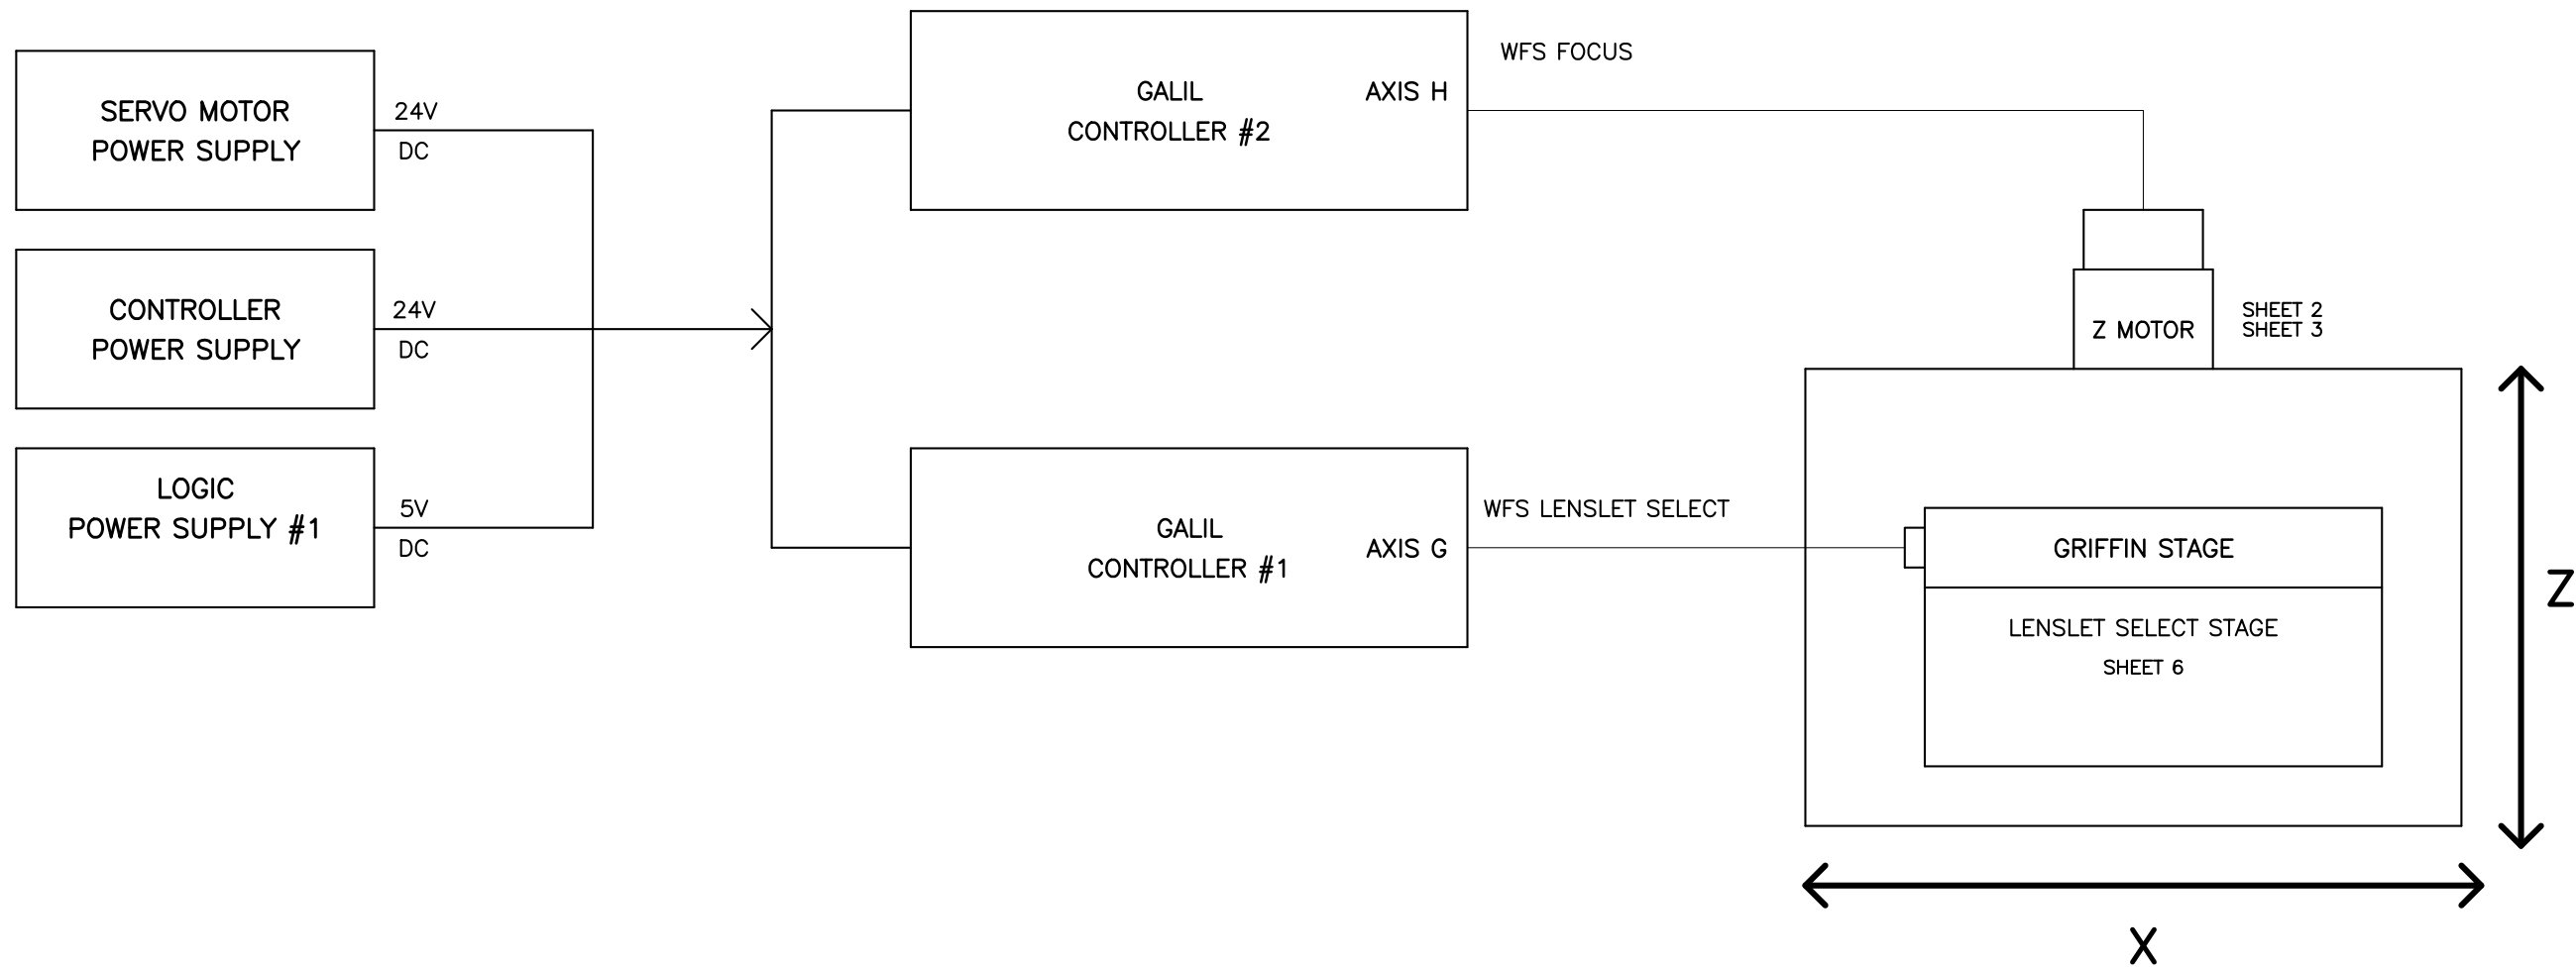 SERVO MOTOR
POWER SUPPLY
24V
DC
CONTROLLER
POWER SUPPLY
24V
DC
LOGIC
POWER SUPPLY #1
5V
DC
GALIL
CONTROLLER #2
AXIS H
WFS FOCUS
GALIL
CONTROLLER #1
AXIS G
WFS LENSLET SELECT
Z MOTOR
SHEET 2
SHEET 3
GRIFFIN STAGE
LENSLET SELECT STAGE
SHEET 6
Z
X